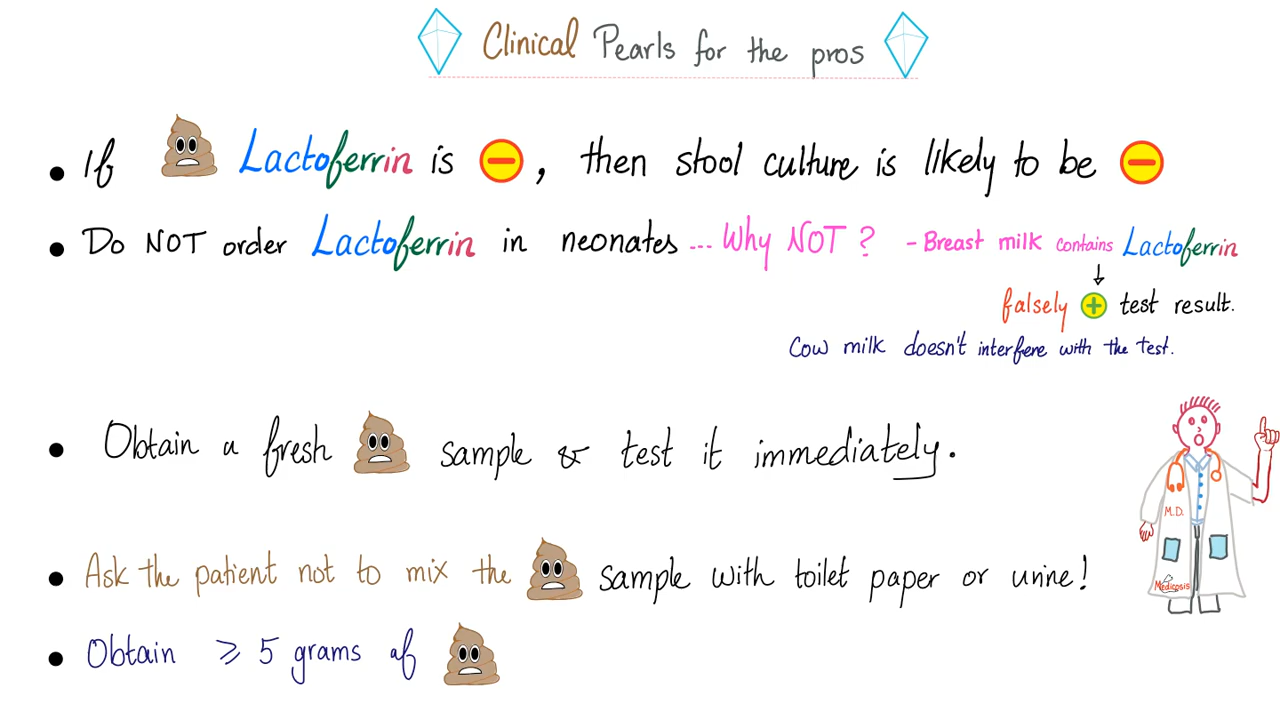 Clinical Pearls for the pros
• If 💩 Lactoferrin is −, then stool culture is likely to be −
• Do NOT order Lactoferrin in neonates ... Why NOT? - Breast milk contains Lactoferrin
↓
falsely + test result.
Cow milk doesn't interfere with the test.
• Obtain a fresh 💩 sample & test it immediately.
M.D.
• Ask the patient not to mix the 💩 sample with toilet paper or urine!
Medicosis
• Obtain ⩾ 5 grams of 💩